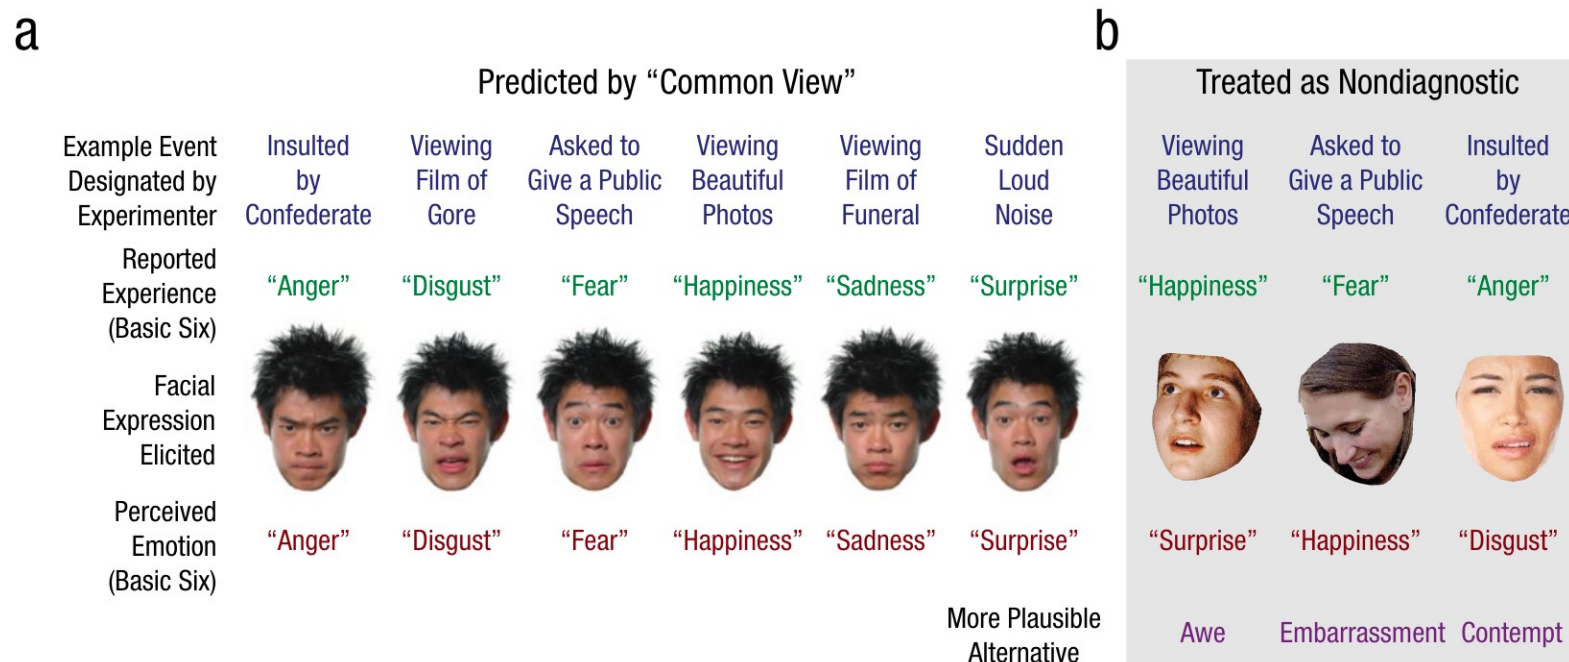 a
b
Predicted by “Common View”
Treated as Nondiagnostic
Example Event
Designated by
Experimenter
Insulted
by
Confederate
Viewing
Film of
Gore
Asked to
Give a Public
Speech
Viewing
Beautiful
Photos
Viewing
Film of
Funeral
Sudden
Loud
Noise
Viewing
Beautiful
Photos
Asked to
Give a Public
Speech
Insulted
by
Confederate
Reported
Experience
(Basic Six)
“Anger”
“Disgust”
“Fear”
“Happiness”
“Sadness”
“Surprise”
“Happiness”
“Fear”
“Anger”
Facial
Expression
Elicited
Perceived
Emotion
(Basic Six)
“Anger”
“Disgust”
“Fear”
“Happiness”
“Sadness”
“Surprise”
“Surprise”
“Happiness”
“Disgust”
More Plausible
Alternative
Awe
Embarrassment
Contempt